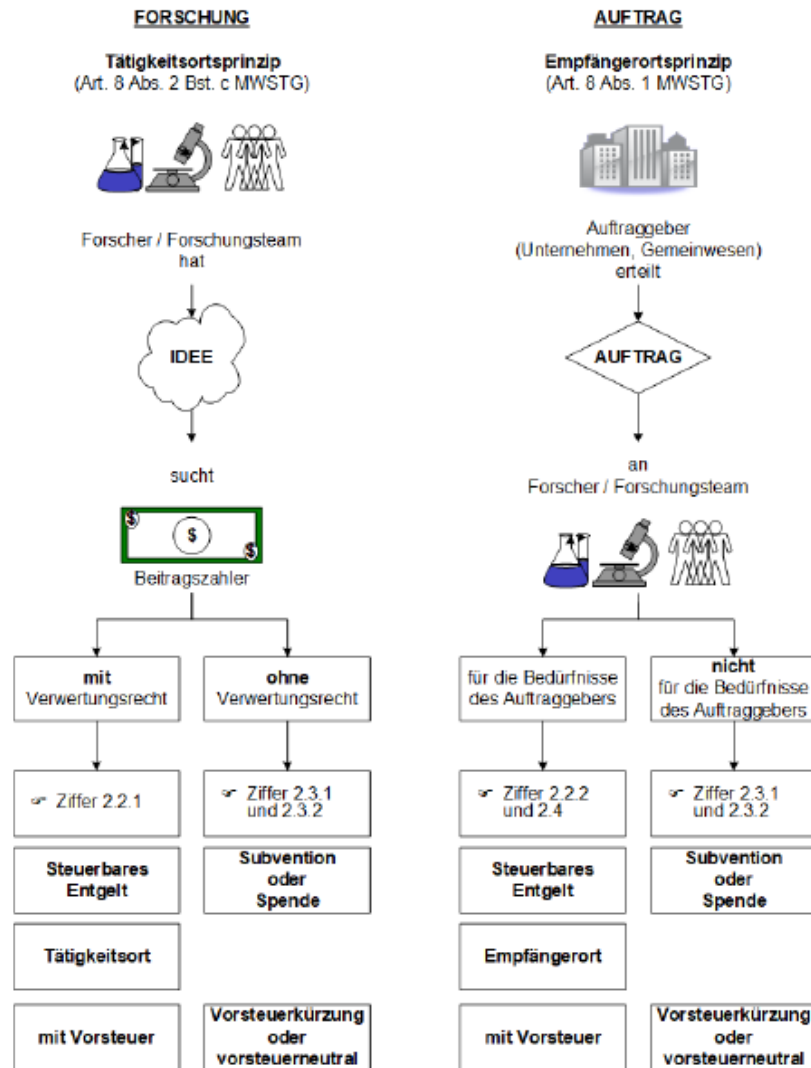 FORSCHUNG
Tätigkeitsortsprinzip
(Art. 8 Abs. 2 Bst. c MWSTG)
Forscher / Forschungsteam
hat
IDEE
sucht
$ $ $
Beitragszahler
mit
Verwertungsrecht
ohne
Verwertungsrecht
☞ Ziffer 2.2.1
☞ Ziffer 2.3.1
und 2.3.2
Steuerbares
Entgelt
Subvention
oder
Spende
Tätigkeitsort
mit Vorsteuer
Vorsteuerkürzung
oder
vorsteuerneutral
AUFTRAG
Empfängerortsprinzip
(Art. 8 Abs. 1 MWSTG)
Auftraggeber
(Unternehmen, Gemeinwesen)
erteilt
AUFTRAG
an
Forscher / Forschungsteam
für die Bedürfnisse
des Auftraggebers
nicht
für die Bedürfnisse
des Auftraggebers
☞ Ziffer 2.2.2
und 2.4
☞ Ziffer 2.3.1
und 2.3.2
Steuerbares
Entgelt
Subvention
oder
Spende
Empfängerort
mit Vorsteuer
Vorsteuerkürzung
oder
vorsteuerneutral